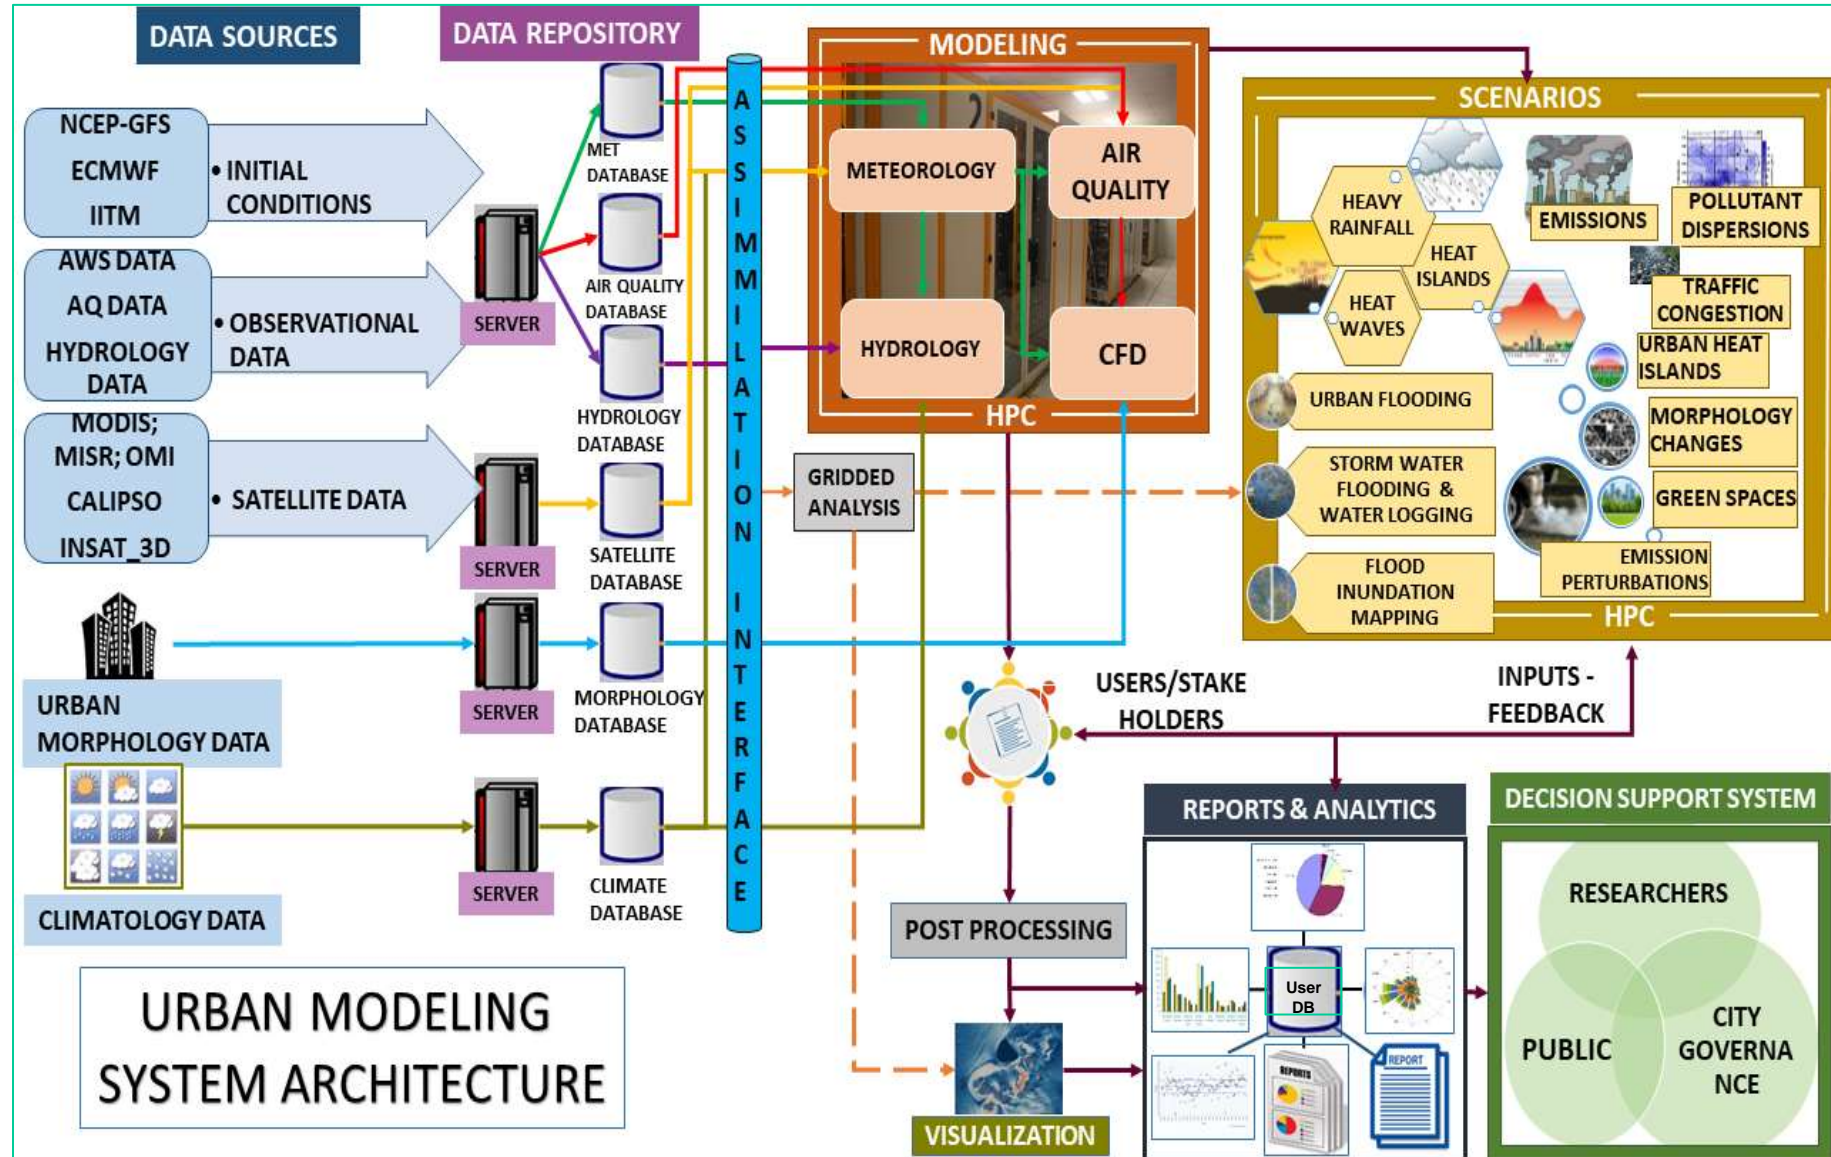 DATA SOURCES
DATA REPOSITORY
NCEP-GFS
ECMWF
IITM
• INITIAL
CONDITIONS
AWS DATA
AQ DATA
HYDROLOGY
DATA
• OBSERVATIONAL
DATA
MODIS;
MISR; OMI
CALIPSO
INSAT_3D
• SATELLITE DATA
URBAN
MORPHOLOGY DATA
CLIMATOLOGY DATA
SERVER
SERVER
SERVER
SERVER
MET
DATABASE
AIR QUALITY
DATABASE
HYDROLOGY
DATABASE
SATELLITE
DATABASE
MORPHOLOGY
DATABASE
CLIMATE
DATABASE
ASSIMILATION INTERFACE
MODELING
METEOROLOGY
AIR
QUALITY
HYDROLOGY
CFD
HPC
GRIDDED
ANALYSIS
SCENARIOS
HEAVY
RAINFALL
HEAT
ISLANDS
HEAT
WAVES
EMISSIONS
POLLUTANT
DISPERSIONS
TRAFFIC
CONGESTION
URBAN HEAT
ISLANDS
MORPHOLOGY
CHANGES
GREEN SPACES
EMISSION
PERTURBATIONS
URBAN FLOODING
STORM WATER
FLOODING &
WATER LOGGING
FLOOD
INUNDATION
MAPPING
HPC
USERS/STAKE
HOLDERS
INPUTS -
FEEDBACK
POST PROCESSING
VISUALIZATION
REPORTS & ANALYTICS
User
DB
REPORTS
REPORT
DECISION SUPPORT SYSTEM
RESEARCHERS
PUBLIC
CITY
GOVERNA
NCE
URBAN MODELING
SYSTEM ARCHITECTURE